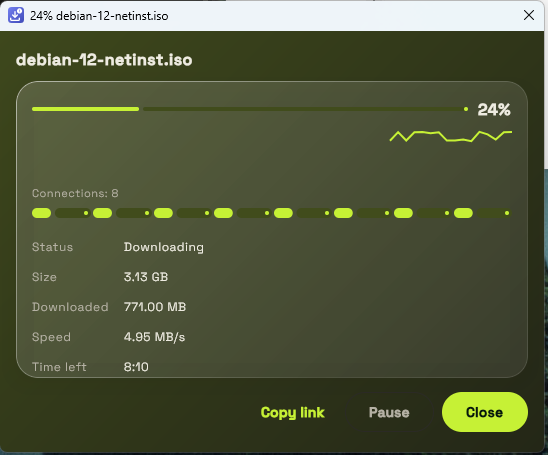 24% debian-12-netinst.iso
debian-12-netinst.iso
24%
Connections: 8
Status Downloading
Size 3.13 GB
Downloaded 771.00 MB
Speed 4.95 MB/s
Time left 8:10
Copy link Pause Close